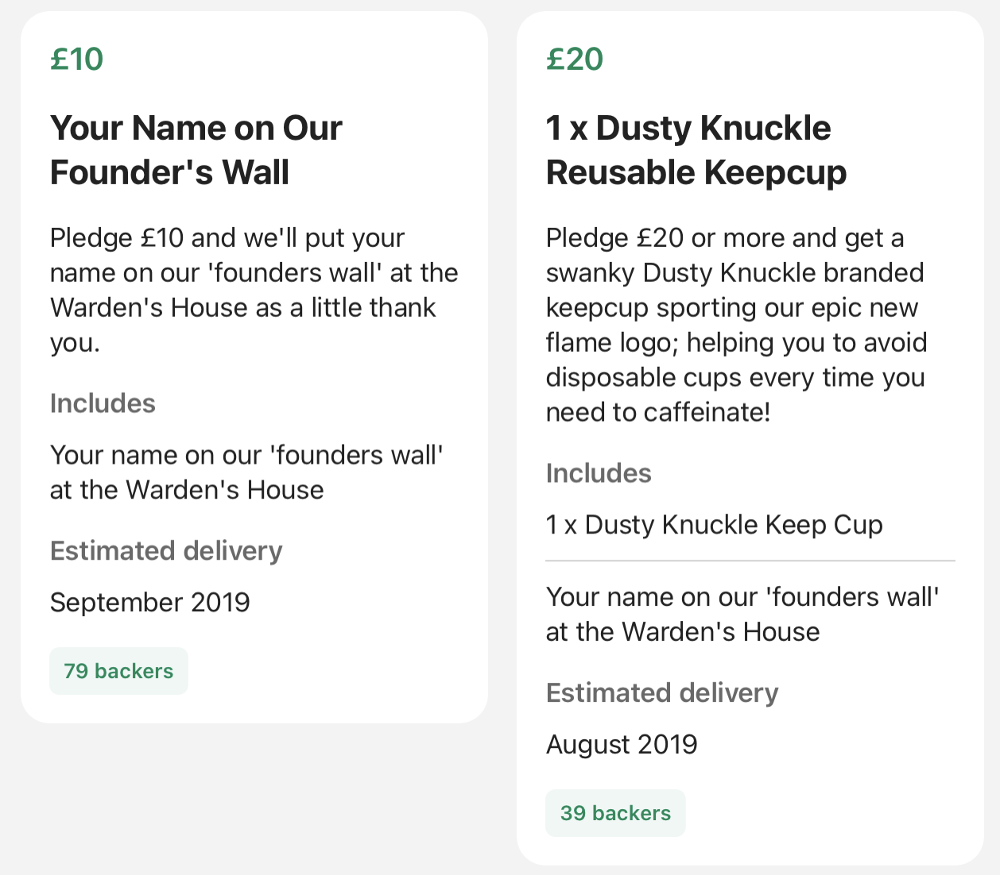 £10
Your Name on Our
Founder's Wall
Pledge £10 and we'll put your
name on our 'founders wall' at the
Warden's House as a little thank
you.
Includes
Your name on our 'founders wall'
at the Warden's House
Estimated delivery
September 2019
79 backers
£20
1 x Dusty Knuckle
Reusable Keepcup
Pledge £20 or more and get a
swanky Dusty Knuckle branded
keepcup sporting our epic new
flame logo; helping you to avoid
disposable cups every time you
need to caffeinate!
Includes
1 x Dusty Knuckle Keep Cup
Your name on our 'founders wall'
at the Warden's House
Estimated delivery
August 2019
39 backers